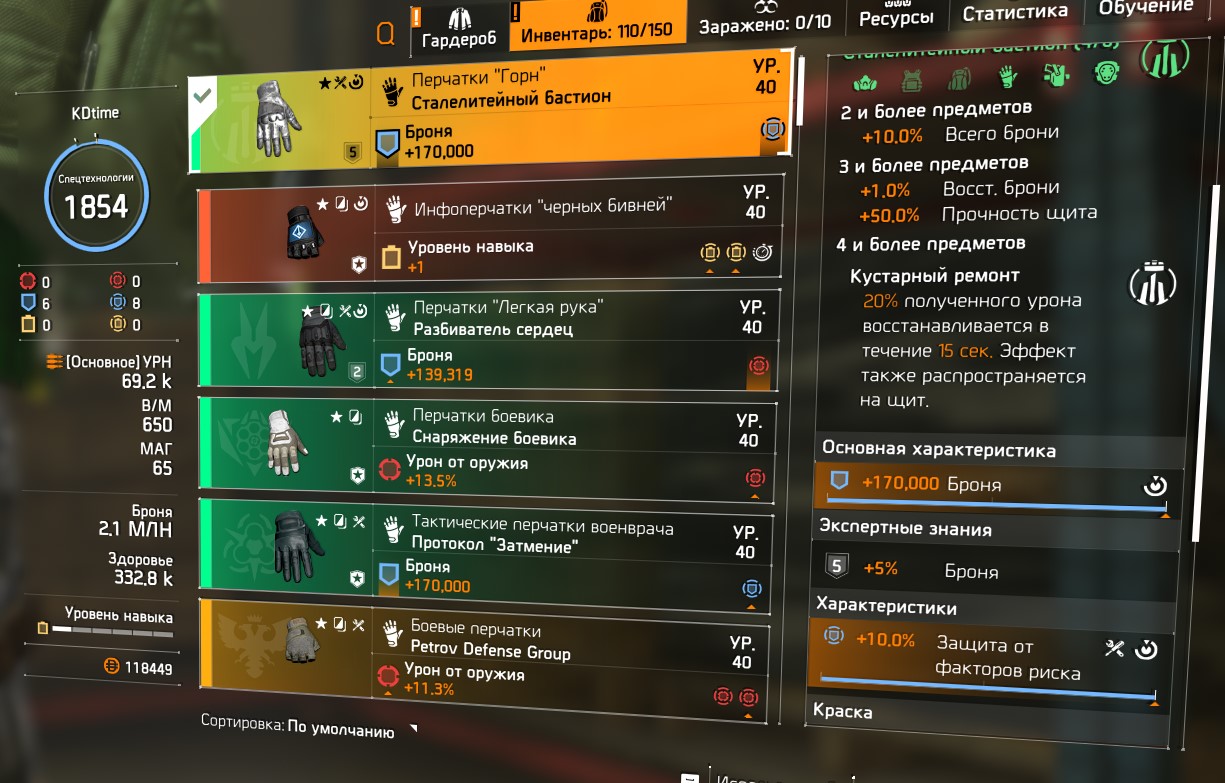 Гардероб
Инвентарь: 110/150
Заражено: 0/10
Ресурсы
Статистика
Обучение
KDtime
Спецтехнологии
1854
0
0
6
8
0
0
[Основное] УРН
69,2 k
В/М
650
МАГ
65
Броня
2.1 МЛН
Здоровье
332.8 k
Уровень навыка
118449
Перчатки "Горн"
Сталелитейный бастион
УР.
40
Броня
+170,000
5
Инфоперчатки "черных бивней"
УР.
40
Уровень навыка
+1
Перчатки "Легкая рука"
Разбиватель сердец
УР.
40
Броня
+139,319
2
Перчатки боевика
Снаряжение боевика
УР.
40
Урон от оружия
+13.5%
Тактические перчатки военврача
Протокол "Затмение"
УР.
40
Броня
+170,000
Боевые перчатки
Petrov Defense Group
УР.
40
Урон от оружия
+11.3%
Сортировка: По умолчанию
Сталелитейный бастион
2 и более предметов
+10.0% Всего брони
3 и более предметов
+1.0% Восст. брони
+50.0% Прочность щита
4 и более предметов
Кустарный ремонт
20% полученного урона
восстанавливается в
течение 15 сек. Эффект
также распространяется
на щит.
Основная характеристика
+170,000 Броня
Экспертные знания
5 +5% Броня
Характеристики
+10.0% Защита от
факторов риска
Краска